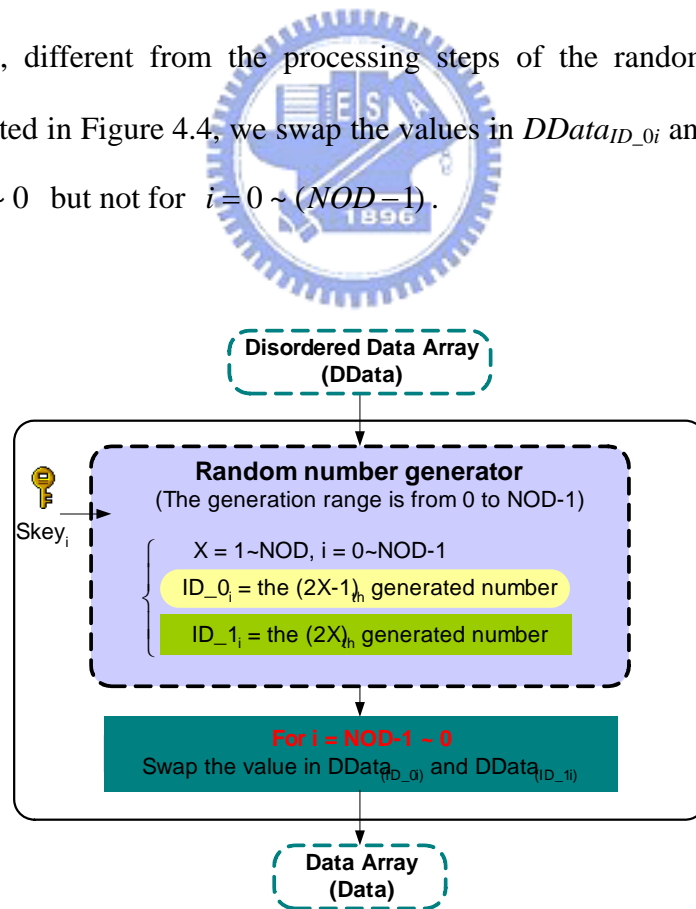 , different from the processing steps of the random
ted in Figure 4.4, we swap the values in DData_ID_0i an
~ 0 but not for i = 0 ~ (NOD − 1).
E S A
1896
Disordered Data Array
(DData)
Random number generator
(The generation range is from 0 to NOD-1)
Skey_i
X = 1~NOD, i = 0~NOD-1
ID_0_i = the (2X-1)_th generated number
ID_1_i = the (2X)_th generated number
For i = NOD-1 ~ 0
Swap the value in DData_(ID_0i) and DData_(ID_1i)
Data Array
(Data)